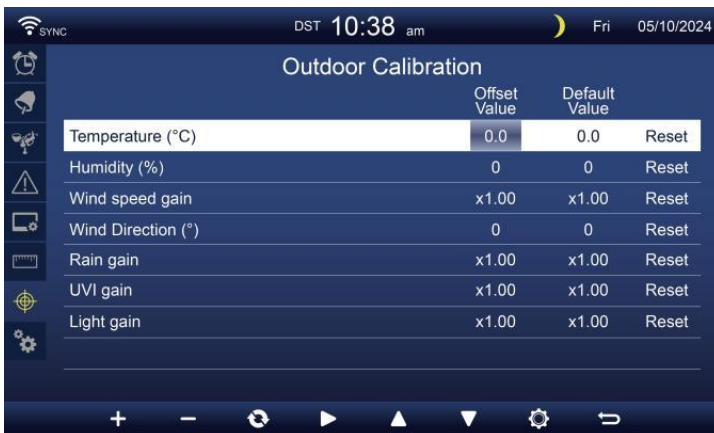 SYNC DST 10:38 am Fri 05/10/2024
Outdoor Calibration
Offset Value Default Value
Temperature (°C) 0.0 0.0 Reset
Humidity (%) 0 0 Reset
Wind speed gain x1.00 x1.00 Reset
Wind Direction (°) 0 0 Reset
Rain gain x1.00 x1.00 Reset
UVI gain x1.00 x1.00 Reset
Light gain x1.00 x1.00 Reset